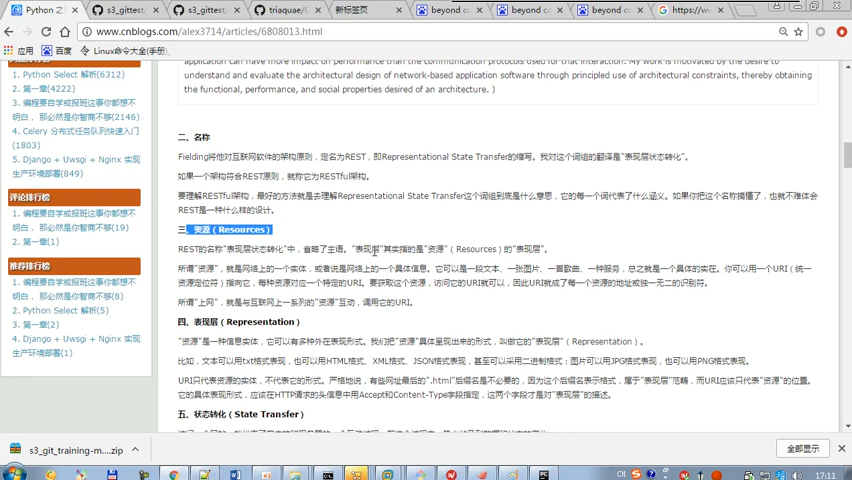 Python 之
s3_gittest/
s3_gittest/
triaquae/
新标签页
beyond co
beyond co
beyond co
https://w
www.cnblogs.com/alex3714/articles/6808013.html
应用
百度
Linux命令大全(手册)
application can have more impact on performance than the communication protocols used for that interaction. My work is motivated by the desire to
understand and evaluate the architectural design of network-based application software through principled use of architectural constraints, thereby obtaining
the functional, performance, and social properties desired of an architecture. )
1. Python Select 解析(6312)
2. 第一章(4222)
3. 编程要自学或报班这事你都想不
明白, 那必然是你智商不够(2146)
4. Celery 分布式任务队列快速入门
(1803)
5. Django + Uwsgi + Nginx 实现
生产环境部署(849)
评论排行榜
1. 编程要自学或报班这事你都想不
明白, 那必然是你智商不够(19)
2. 第一章(1)
推荐排行榜
1. 编程要自学或报班这事你都想不
明白, 那必然是你智商不够(8)
2. Python Select 解析(5)
3. 第一章(2)
4. Django + Uwsgi + Nginx 实现
生产环境部署(1)
二、名称
Fielding将他对互联网软件的架构原则，定名为REST，即Representational State Transfer的缩写。我对这个词组的翻译是"表现层状态转化"。
如果一个架构符合REST原则，就称它为RESTful架构。
要理解RESTful架构，最好的方法就是去理解Representational State Transfer这个词组到底是什么意思，它的每一个词代表了什么涵义。如果你把这个名称搞懂了，也就不难体会
REST是一种什么样的设计。
三、资源（Resources）
REST的名称"表现层状态转化"中，省略了主语。"表现层"其实指的是"资源"（Resources）的"表现层"。
所谓"资源"，就是网络上的一个实体，或者说是网络上的一个具体信息。它可以是一段文本、一张图片、一首歌曲、一种服务，总之就是一个具体的实在。你可以用一个URI（统一
资源定位符）指向它，每种资源对应一个特定的URI。要获取这个资源，访问它的URI就可以，因此URI就成了每一个资源的地址或独一无二的识别符。
所谓"上网"，就是与互联网上一系列的"资源"互动，调用它的URI。
四、表现层（Representation）
"资源"是一种信息实体，它可以有多种外在表现形式。我们把"资源"具体呈现出来的形式，叫做它的"表现层"（Representation）。
比如，文本可以用txt格式表现，也可以用HTML格式、XML格式、JSON格式表现，甚至可以采用二进制格式；图片可以用JPG格式表现，也可以用PNG格式表现。
URI只代表资源的实体，不代表它的形式。严格地说，有些网址最后的".html"后缀名是不必要的，因为这个后缀名表示格式，属于"表现层"范畴，而URI应该只代表"资源"的位置。
它的具体表现形式，应该在HTTP请求的头信息中用Accept和Content-Type字段指定，这两个字段才是对"表现层"的描述。
五、状态转化（State Transfer）
s3_git_training-m....zip
全部显示
CH
17:11